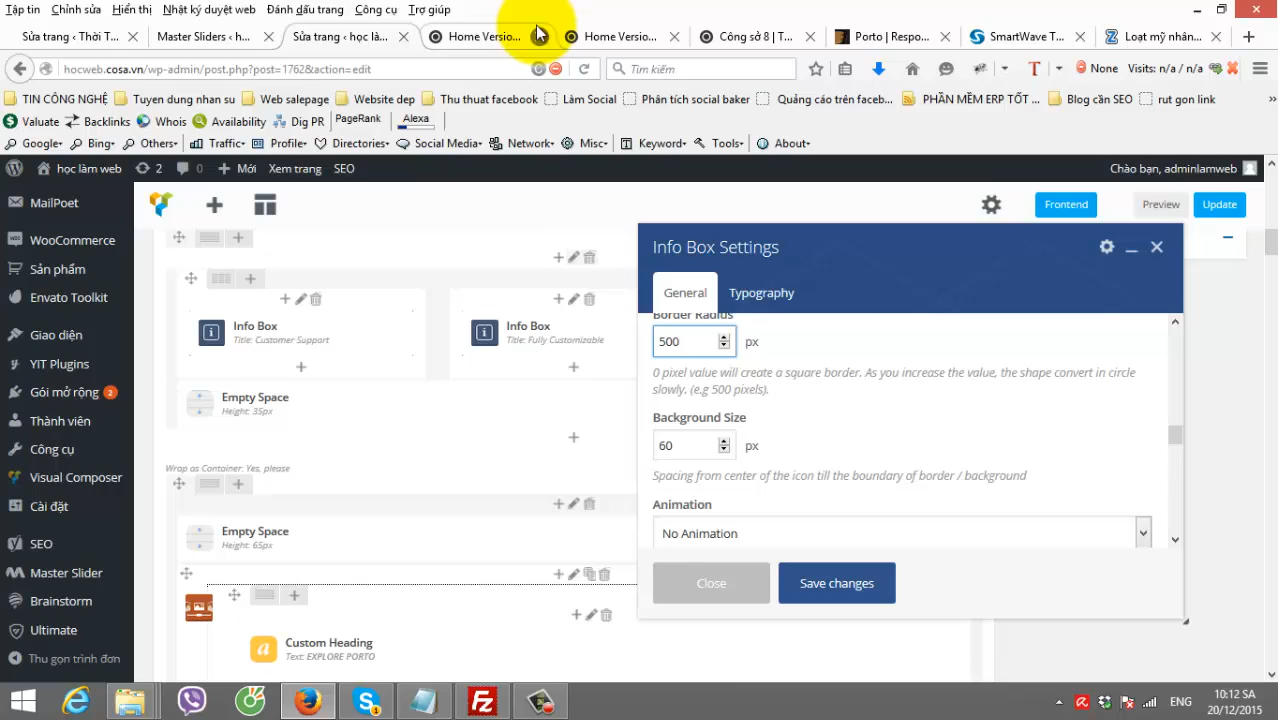 Tập tin Chỉnh sửa Hiển thị Nhật ký duyệt web Đánh dấu trang Công cụ Trợ giúp
Sửa trang ‹ Thời T... Master Sliders ‹ h... Sửa trang ‹ học là... Home Versio... Home Version... Công sở 8 | T... Porto | Respo... SmartWave T... Loạt mỹ nhân...
hocweb.cosa.vn/wp-admin/post.php?post=1762&action=edit Tìm kiếm None Visits: n/a / n/a
TIN CÔNG NGHỆ Tuyen dung nhan su Web salepage Website dep Thu thuat facebook Làm Social Phân tích social baker Quảng cáo trên faceb... PHẦN MỀM ERP TỐT ... Blog cần SEO rut gon link
Valuate Backlinks Whois Availability Dig PR PageRank Alexa
Google Bing Others Traffic Profile Directories Social Media Network Misc Keyword Tools About
học làm web 2 0 Mới Xem trang SEO Chào bạn, adminlamweb
MailPoet
WooCommerce
Sản phẩm
Envato Toolkit
Giao diện
YIT Plugins
Gói mở rộng 2
Thành viên
Công cụ
Visual Composer
Cài đặt
SEO
Master Slider
Brainstorm
Ultimate
Thu gọn trình đơn
Frontend Preview Update
Info Box
Title: Customer Support
Info Box
Title: Fully Customizable
Empty Space
Height: 35px
Wrap as Container: Yes, please
Empty Space
Height: 65px
a
Custom Heading
Text: EXPLORE PORTO
Info Box Settings
General Typography
Border Radius
500 px
0 pixel value will create a square border. As you increase the value, the shape convert in circle
slowly. (e.g 500 pixels).
Background Size
60 px
Spacing from center of the icon till the boundary of border / background
Animation
No Animation
Close Save changes
ENG
10:12 SA
20/12/2015